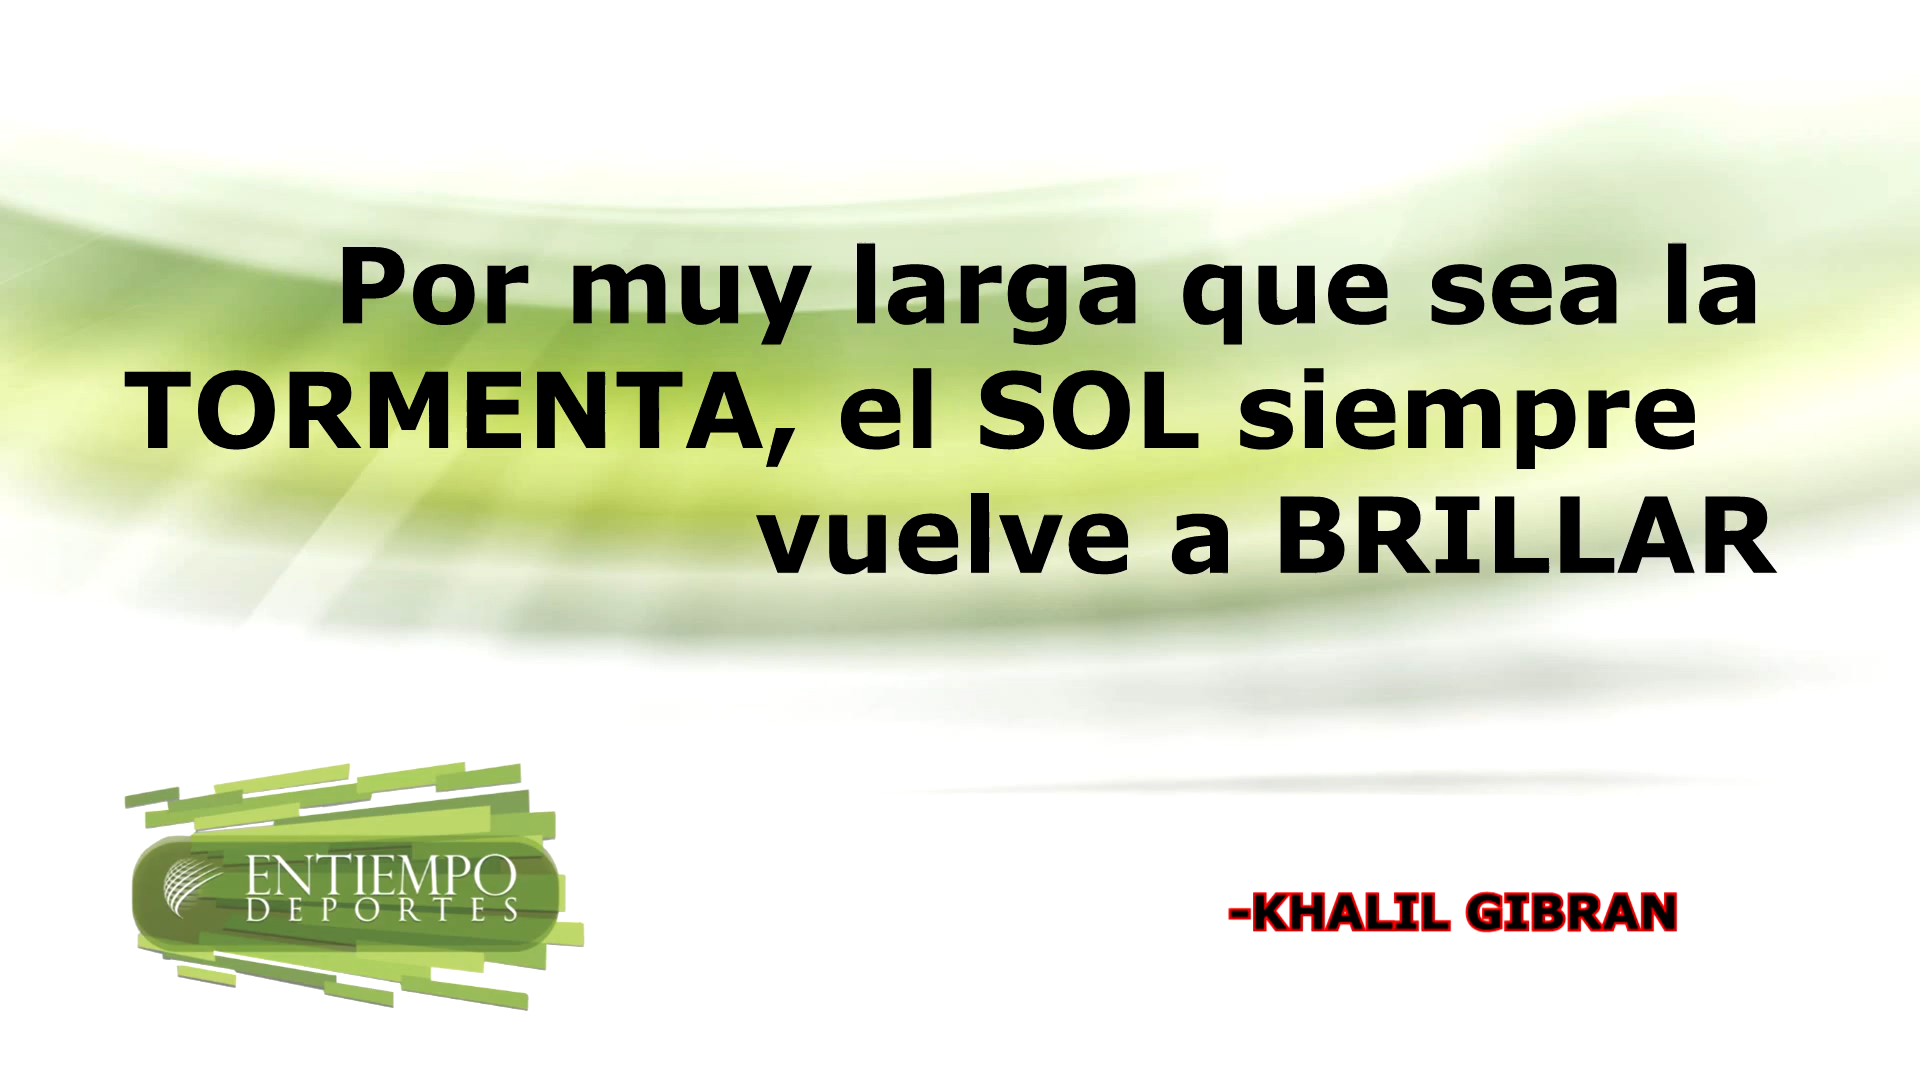 Por muy larga que sea la
TORMENTA, el SOL siempre
vuelve a BRILLAR
ENTIEMPO
DEPORTES
-KHALIL GIBRAN